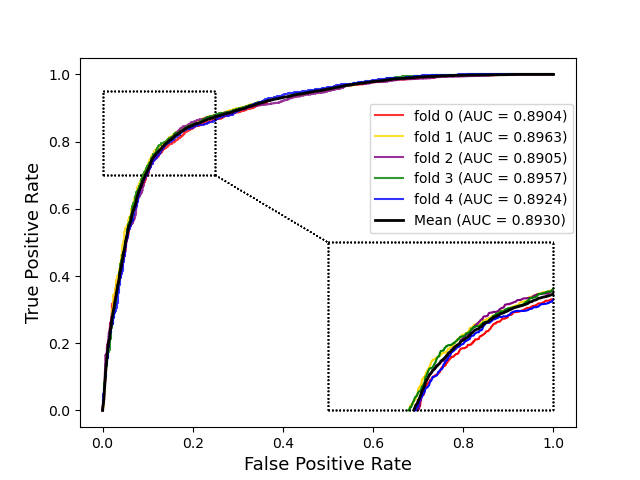 1.0
0.8
0.6
0.4
0.2
0.0
True Positive Rate
fold 0 (AUC = 0.8904)
fold 1 (AUC = 0.8963)
fold 2 (AUC = 0.8905)
fold 3 (AUC = 0.8957)
fold 4 (AUC = 0.8924)
Mean (AUC = 0.8930)
0.0 0.2 0.4 0.6 0.8 1.0
False Positive Rate